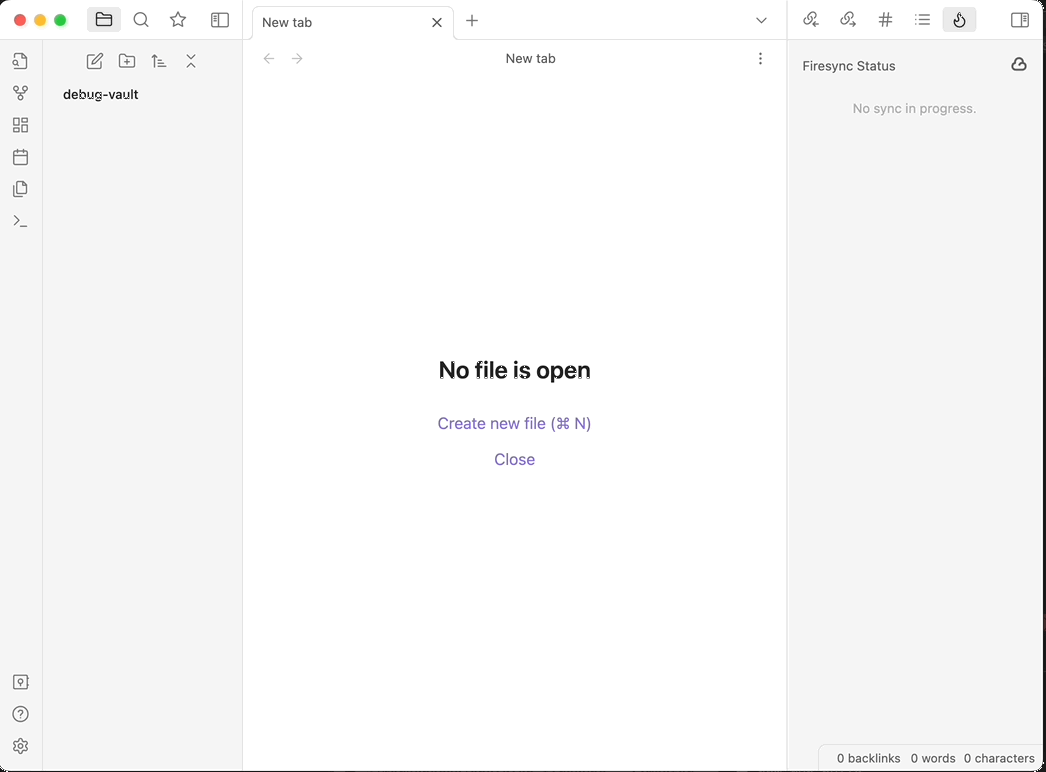 New tab
New tab
Firesync Status
debug-vault
No sync in progress.
No file is open
Create new file (⌘ N)
Close
0 backlinks 0 words 0 characters